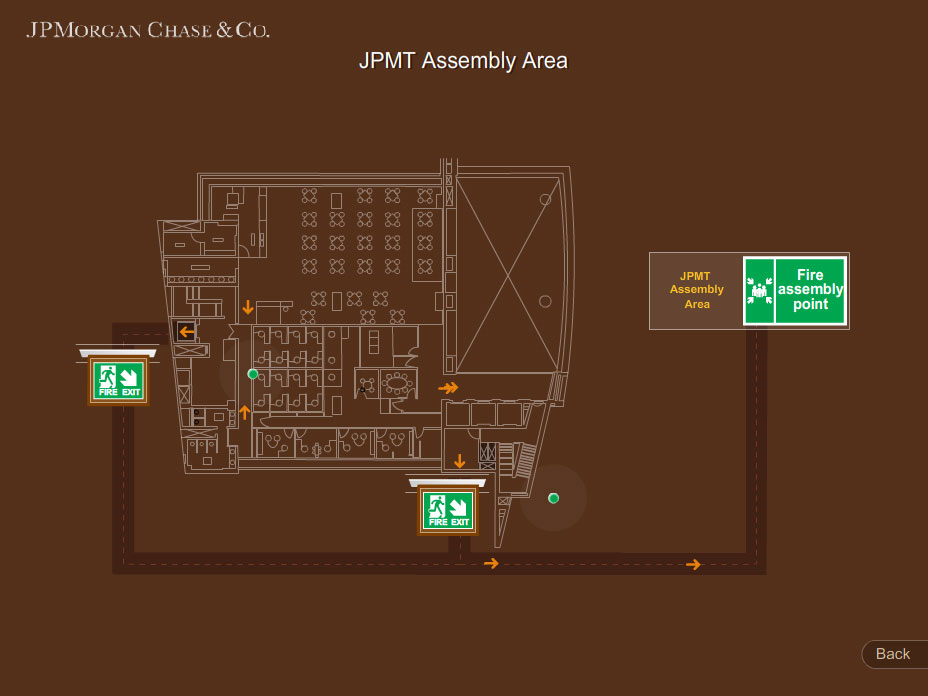 JPMorgan Chase & Co.
JPMT Assembly Area
JPMT
Assembly
Area
Fire
assembly
point
FIRE EXIT
FIRE EXIT
Back